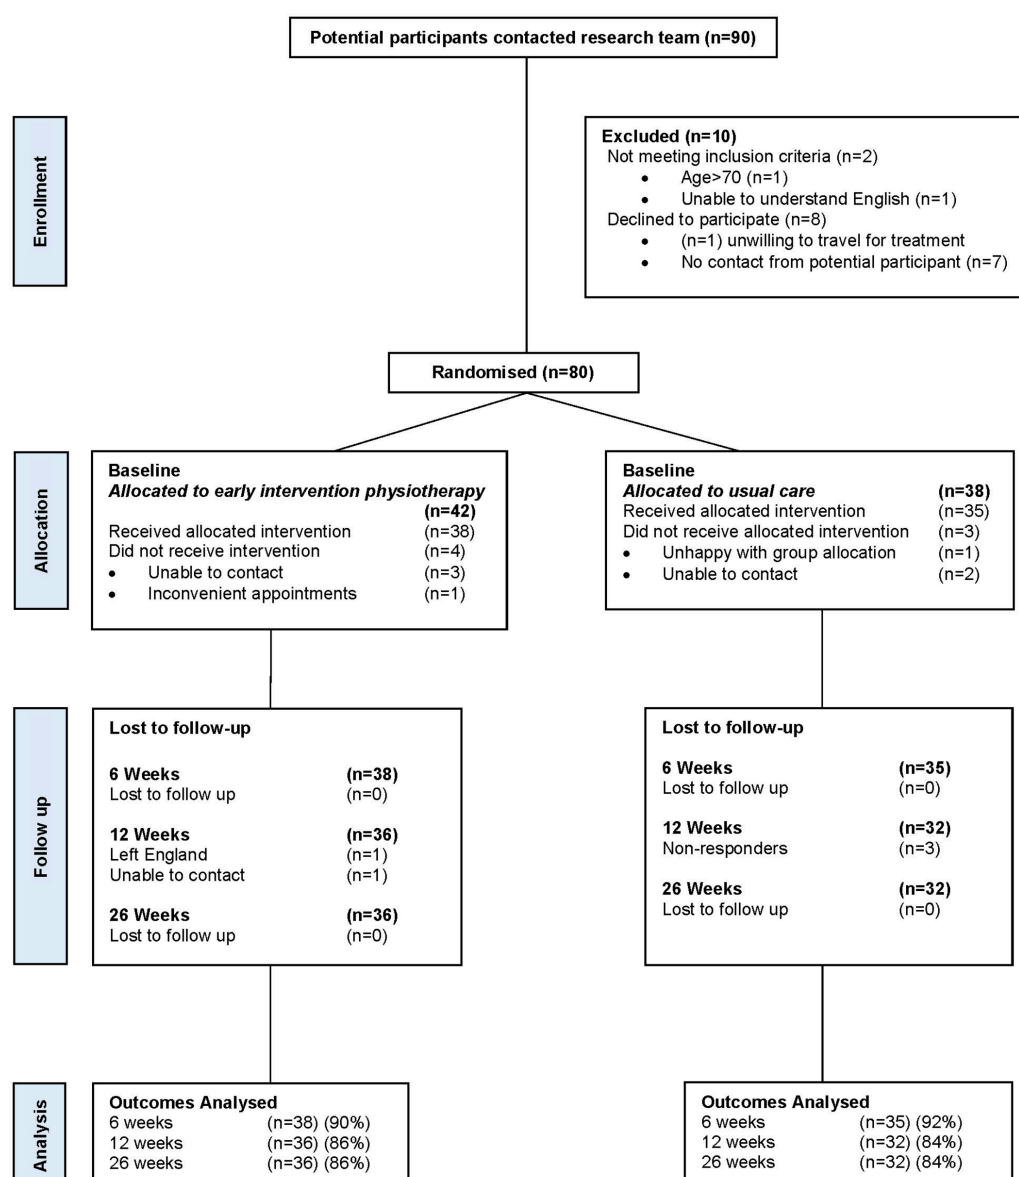 Potential participants contacted research team (n=90)
Enrollment
Excluded (n=10)
Not meeting inclusion criteria (n=2)
• Age>70 (n=1)
• Unable to understand English (n=1)
Declined to participate (n=8)
• (n=1) unwilling to travel for treatment
• No contact from potential participant (n=7)
Randomised (n=80)
Allocation
Baseline
Allocated to early intervention physiotherapy
(n=42)
Received allocated intervention (n=38)
Did not receive intervention (n=4)
• Unable to contact (n=3)
• Inconvenient appointments (n=1)
Baseline
Allocated to usual care (n=38)
Received allocated intervention (n=35)
Did not receive allocated intervention (n=3)
• Unhappy with group allocation (n=1)
• Unable to contact (n=2)
Follow up
Lost to follow-up
6 Weeks (n=38)
Lost to follow up (n=0)
12 Weeks (n=36)
Left England (n=1)
Unable to contact (n=1)
26 Weeks (n=36)
Lost to follow up (n=0)
Lost to follow-up
6 Weeks (n=35)
Lost to follow up (n=0)
12 Weeks (n=32)
Non-responders (n=3)
26 Weeks (n=32)
Lost to follow up (n=0)
Analysis
Outcomes Analysed
6 weeks (n=38) (90%)
12 weeks (n=36) (86%)
26 weeks (n=36) (86%)
Outcomes Analysed
6 weeks (n=35) (92%)
12 weeks (n=32) (84%)
26 weeks (n=32) (84%)